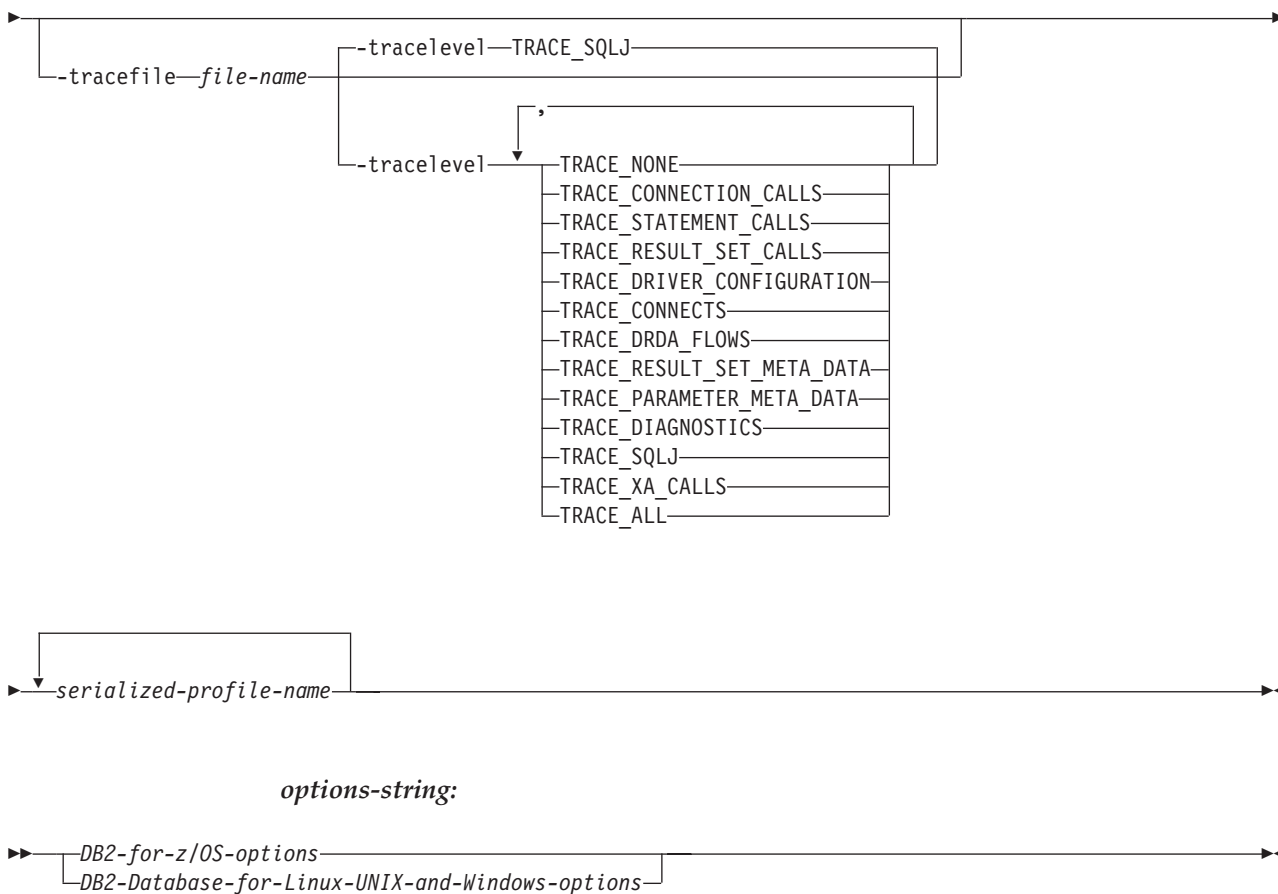 -tracelevel TRACE_SQLJ
-tracefile file-name
,
-tracelevel TRACE_NONE
TRACE_CONNECTION_CALLS
TRACE_STATEMENT_CALLS
TRACE_RESULT_SET_CALLS
TRACE_DRIVER_CONFIGURATION
TRACE_CONNECTS
TRACE_DRDA_FLOWS
TRACE_RESULT_SET_META_DATA
TRACE_PARAMETER_META_DATA
TRACE_DIAGNOSTICS
TRACE_SQLJ
TRACE_XA_CALLS
TRACE_ALL
serialized-profile-name
options-string:
DB2-for-z/OS-options
DB2-Database-for-Linux-UNIX-and-Windows-options